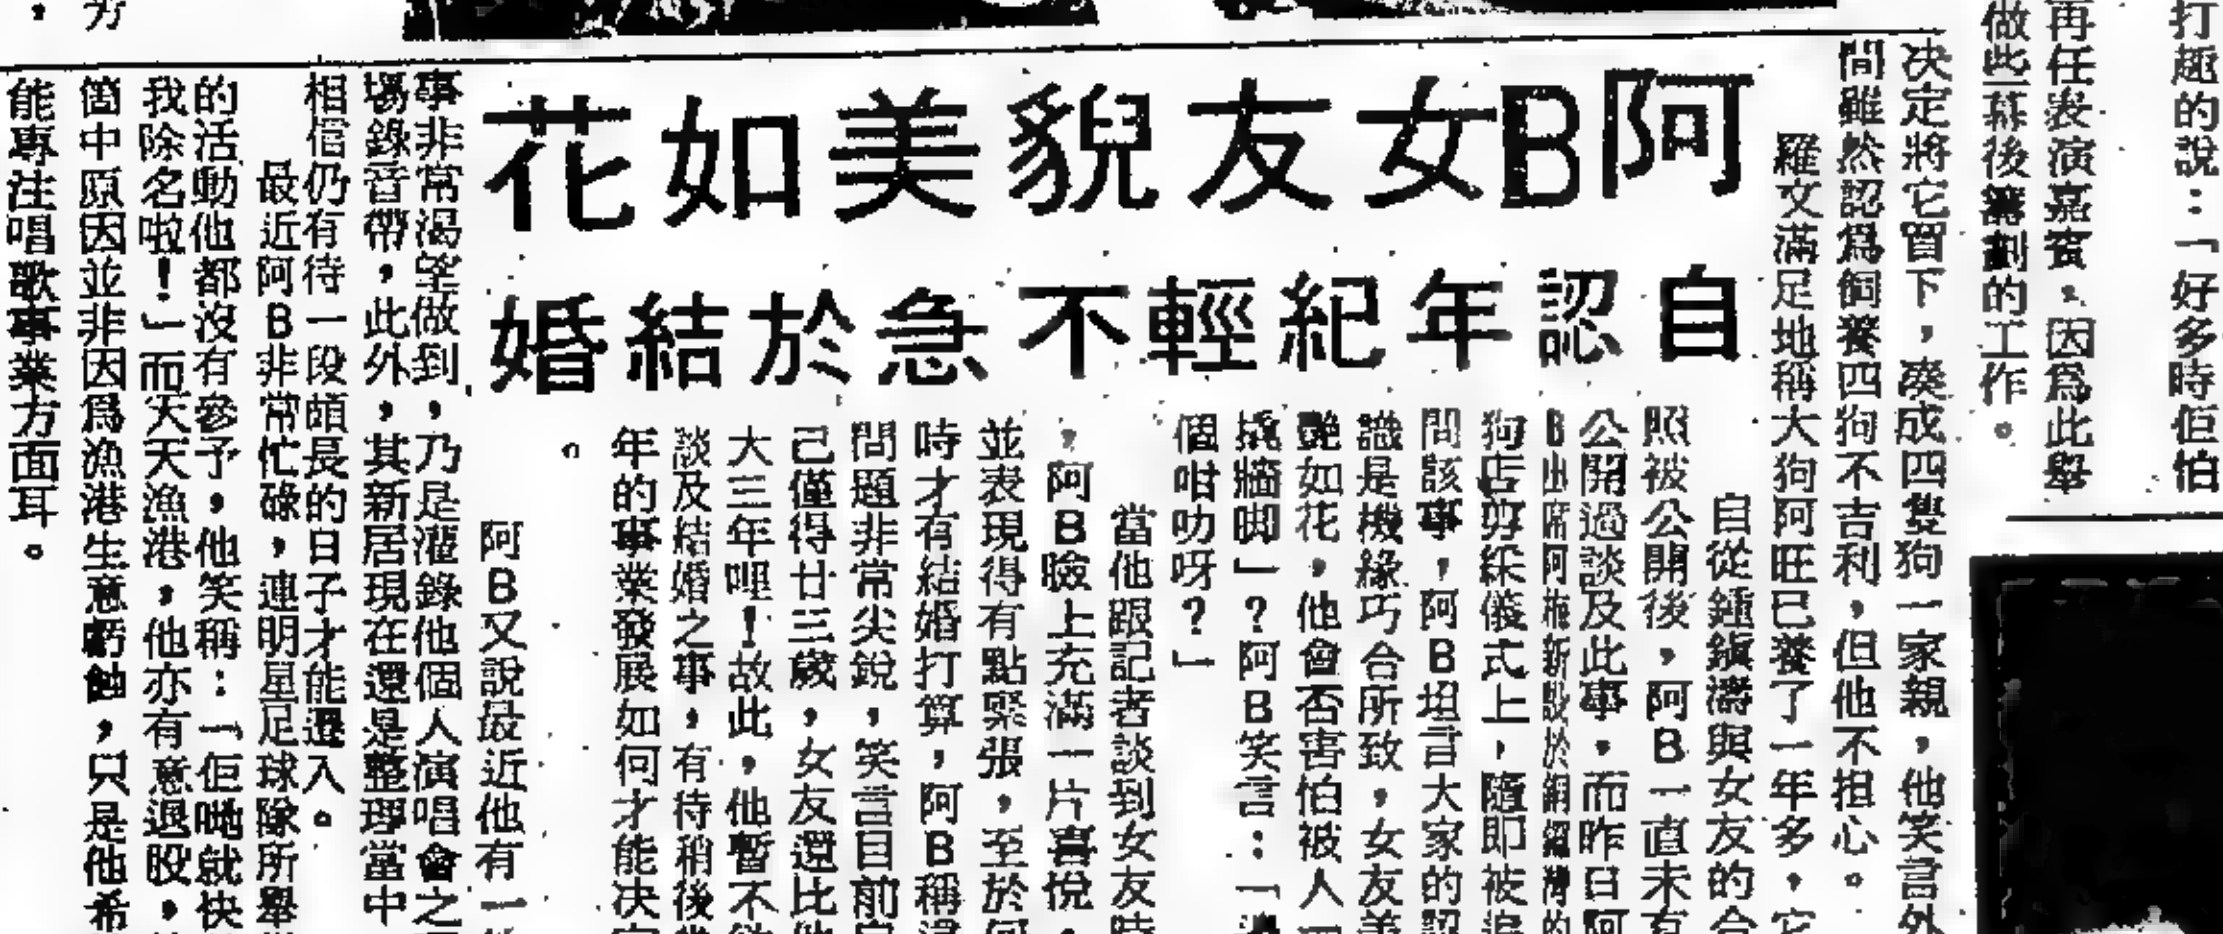 打趣的說：「好多時佢怕
再任表演嘉賓，因爲此舉
做些幕後籌劃的工作。
决定將它留下，湊成四隻狗一家親，他笑言外
間雖然認爲飼養四狗不吉利，但他不担心。
羅文滿足地稱大狗阿旺已養了一年多，它
阿B女友貌美如花
自認年紀輕不急於結婚
自從鍾鎭濤與女友的合
照被公開後，阿B一直未有
公開過談及此事，而昨日阿
B出席阿 新設於銅鑼灣的
狗店剪綵儀式上，隨即被追
問該事，阿B坦言大家的認
識是機緣巧合所致，女友美
艷如花，他會否害怕被人
撬牆脚」？阿B笑言：「
個咁叻呀？」
當他跟記者談到女友時
，阿B臉上充滿一片喜悅，
並表現得有點緊張，至於何
時才有結婚打算，阿B稱
問題非常尖銳，笑言目前
己僅得廿三歲，女友還比他
大三年哩！故此，他暫不
談及結婚之事，有待稍後
年的事業發展如何才能决定
。
阿B又說最近他有一
事非常渴望做到，乃是灌錄他個人演唱會之
場錄音帶，此外，其新居現在還是整理當中
相信仍有待一段頗長的日子才能遷入。
最近阿B非常忙碌，連明星足球隊所舉
的活動他都沒有參予，他笑稱：「佢哋就快
我除名啦！」而天天漁港，他亦有意退股，
箇中原因並非因爲漁港生意虧蝕，只是他希
能專注唱歌事業方面耳。
，方